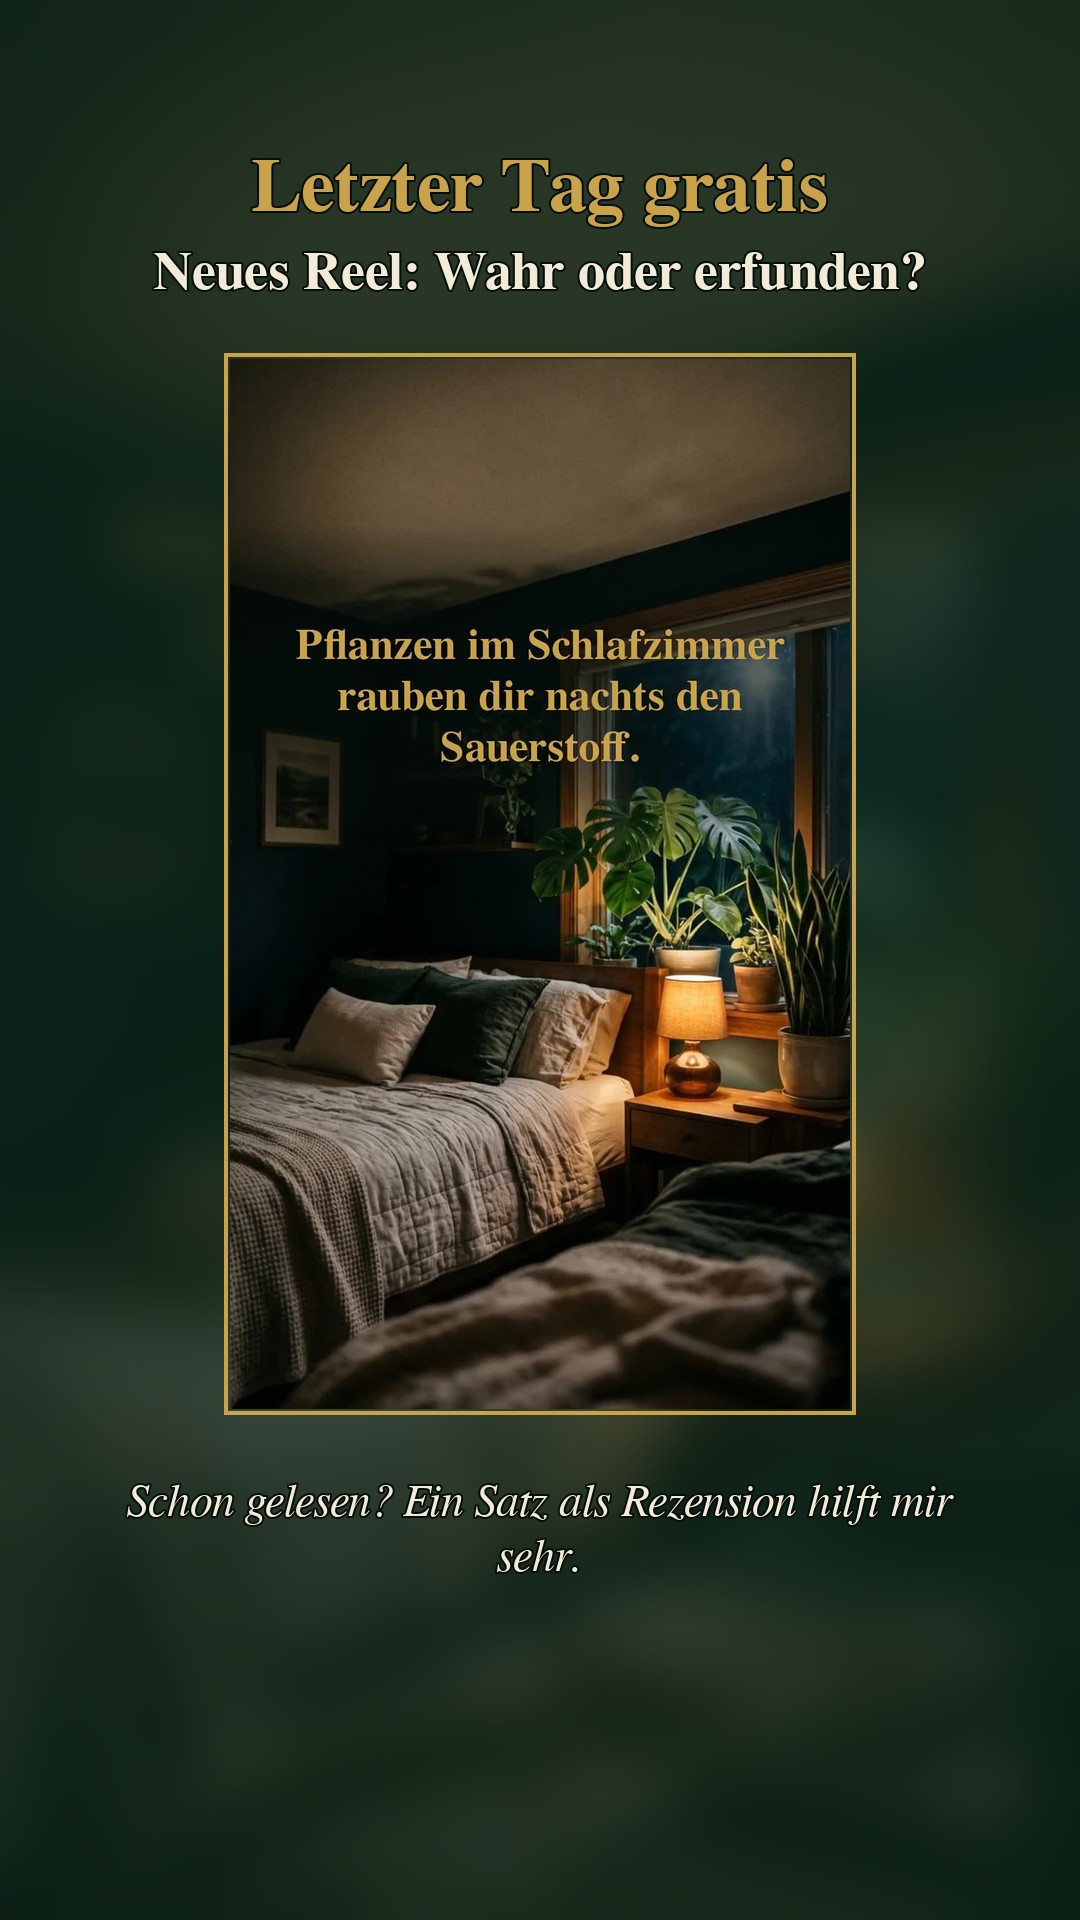 Letzter Tag gratis
Neues Reel: Wahr oder erfunden?
Pflanzen im Schlafzimmer
rauben dir nachts den
Sauerstoff.
Schon gelesen? Ein Satz als Rezension hilft mir
sehr.